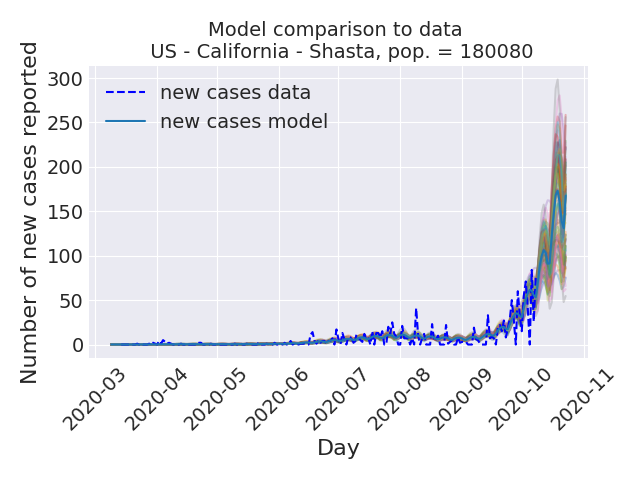 Model comparison to data
US - California - Shasta, pop. = 180080
Number of new cases reported
300
250
200
150
100
50
0
new cases data
new cases model
2020-03
2020-04
2020-05
2020-06
2020-07
2020-08
2020-09
2020-10
2020-11
Day